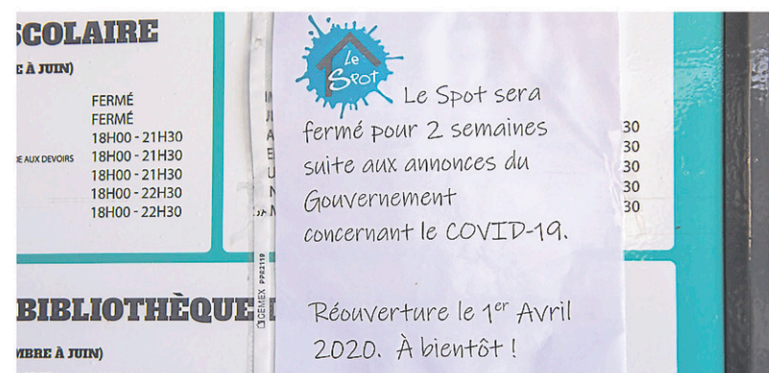 SCOLAIRE
E À JUIN)
FERMÉ
FERMÉ
18H00 - 21H30
E AUX DEVOIRS 18H00 - 21H30
18H00 - 21H30
18H00 - 22H30
18H00 - 22H30
BIBLIOTHÈQUE
MBRE À JUIN)
GEMEX PP82119
Le Spot
Le Spot sera
fermé pour 2 semaines
suite aux annonces du
Gouvernement
concernant le COVID-19.
Réouverture le 1er Avril
2020. À bientôt !
30
30
30
30
30